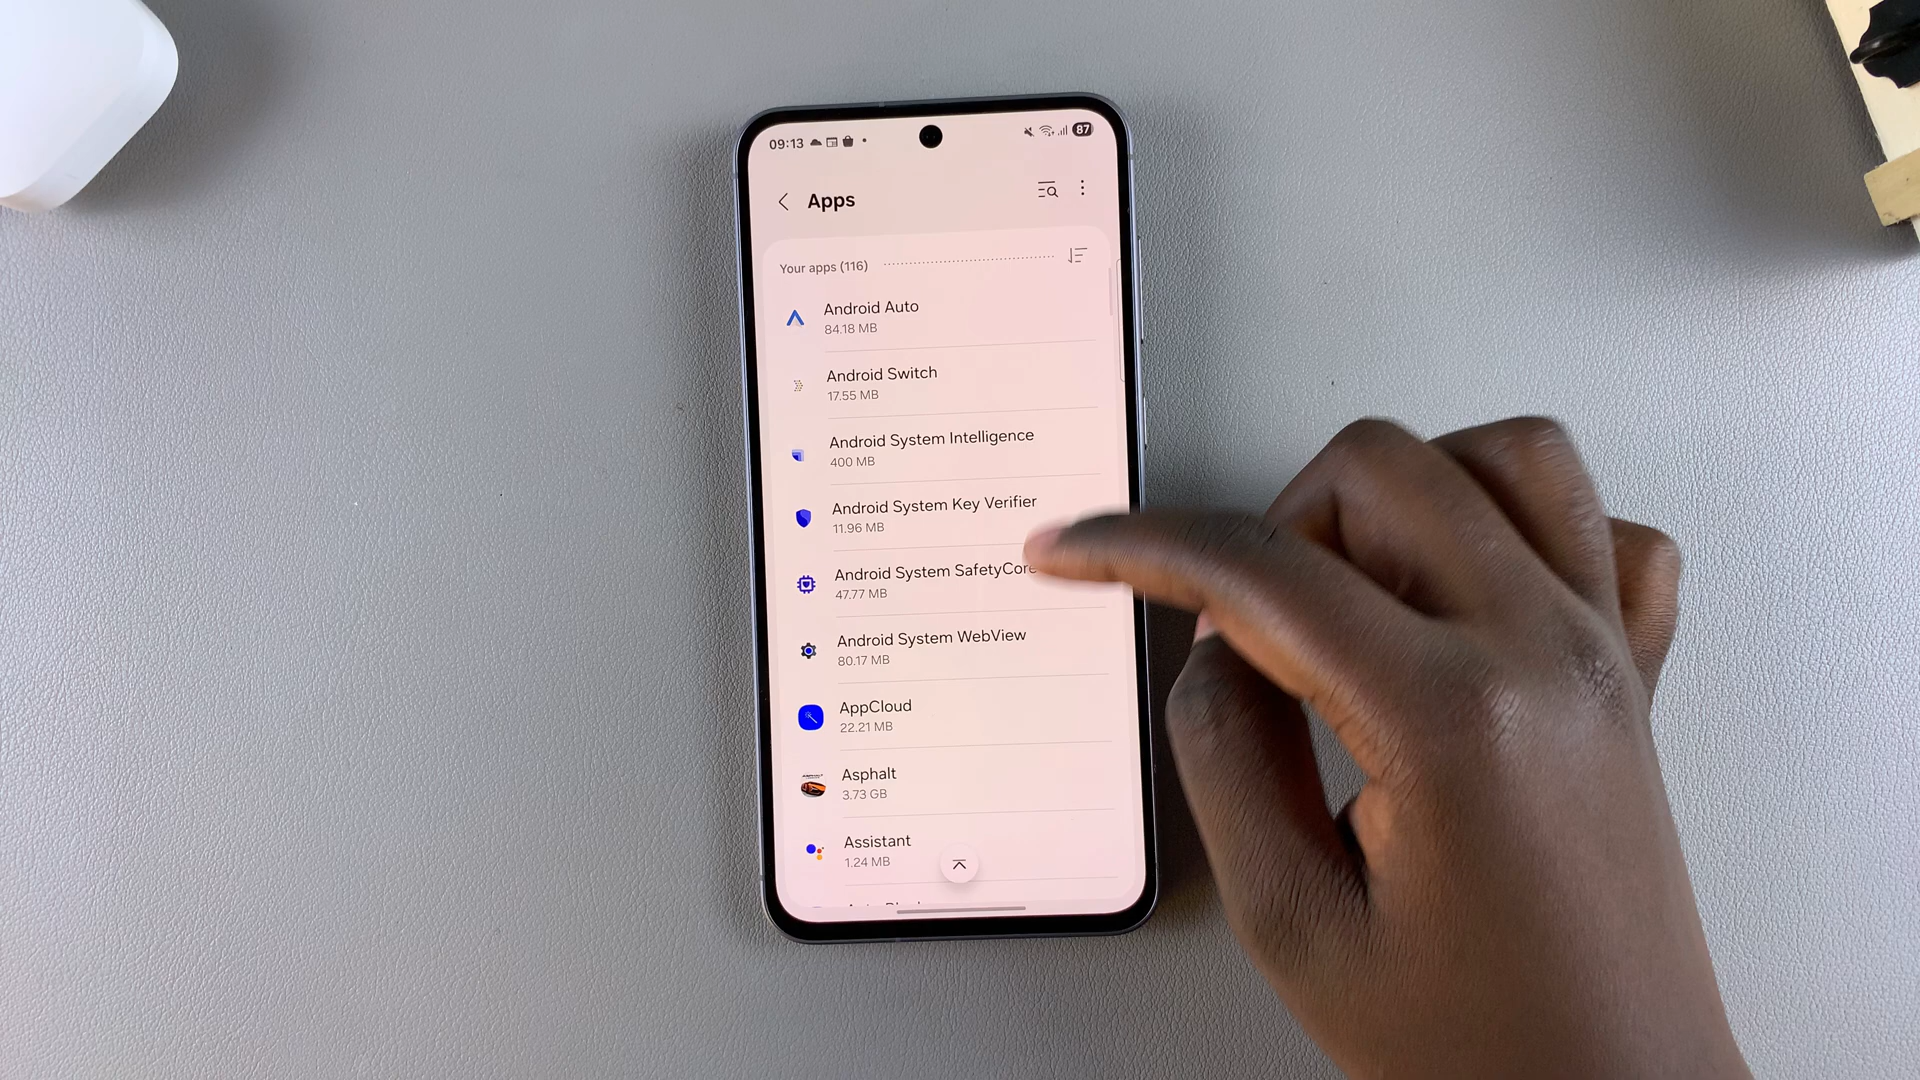 09:13
87
Apps
Your apps (116)
Android Auto
84.18 MB
Android Switch
17.55 MB
Android System Intelligence
400 MB
Android System Key Verifier
11.96 MB
Android System SafetyCore
47.77 MB
Android System WebView
80.17 MB
AppCloud
22.21 MB
Asphalt
3.73 GB
Assistant
1.24 MB